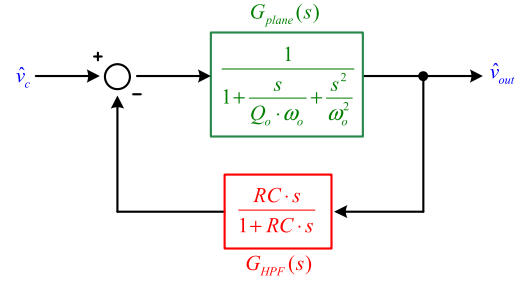 G_plane(s)
+
v̂_c
1 / (1 + s / (Q_o · ω_o) + s² / ω_o²)
v̂_out
−
RC · s / (1 + RC · s)
G_HPF(s)